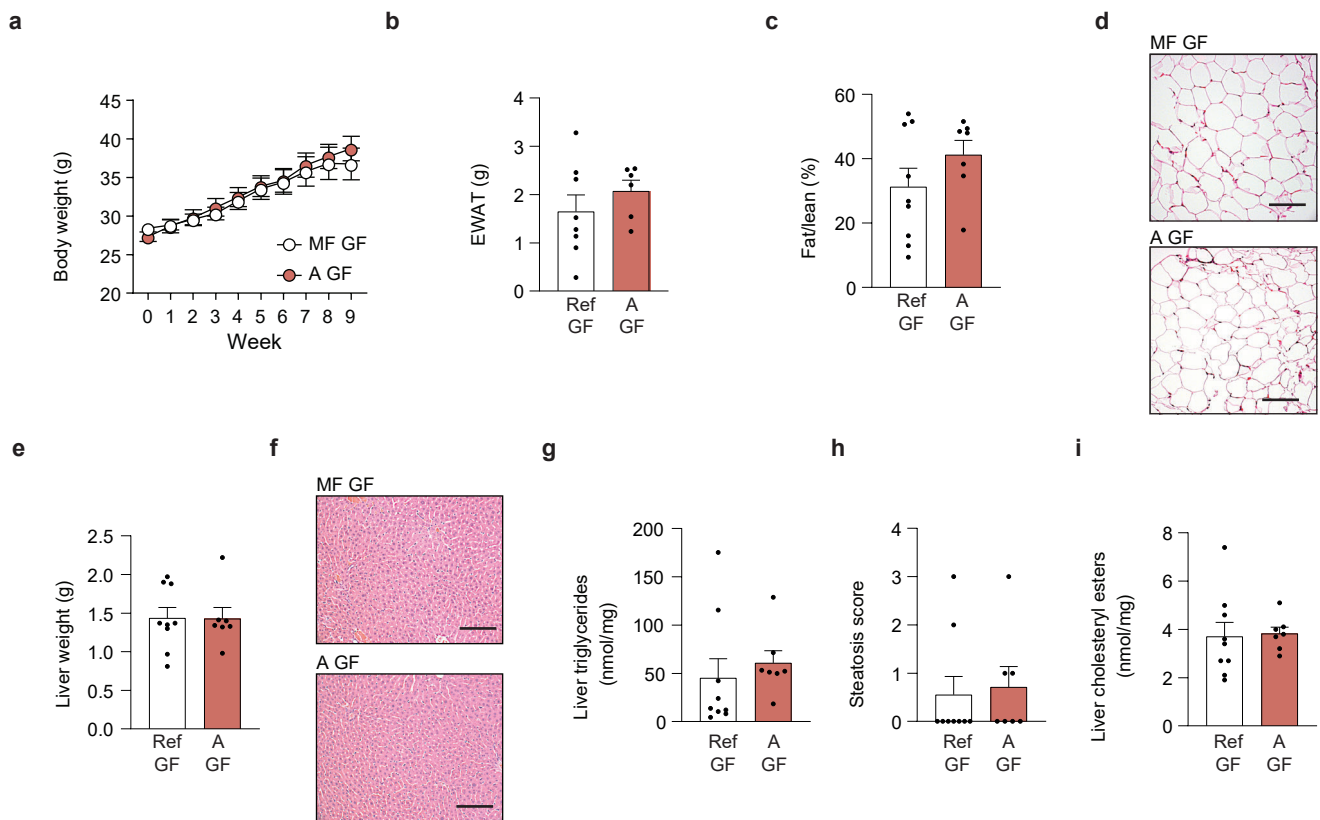 a
b
c
d
Body weight (g)
45
40
35
30
25
20
MF GF
A GF
0 1 2 3 4 5 6 7 8 9
Week
EWAT (g)
4
3
2
1
0
Ref
GF
A
GF
Fat/lean (%)
60
40
20
0
Ref
GF
A
GF
MF GF
A GF
e
f
g
h
i
Liver weight (g)
2.5
2.0
1.5
1.0
0.5
0.0
Ref
GF
A
GF
MF GF
A GF
Liver triglycerides
(nmol/mg)
200
150
100
50
0
Ref
GF
A
GF
Steatosis score
4
3
2
1
0
Ref
GF
A
GF
Liver cholesteryl esters
(nmol/mg)
8
6
4
2
0
Ref
GF
A
GF